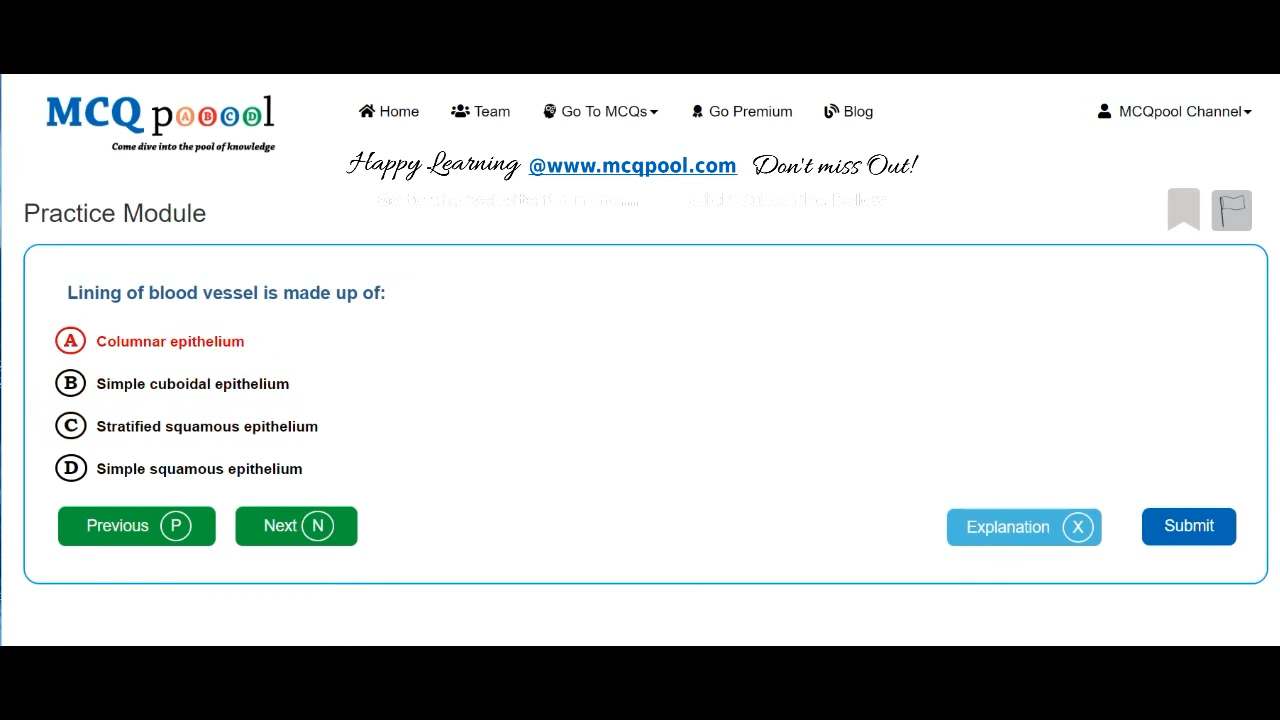 MCQ pooool
Come dive into the pool of knowledge
Home Team Go To MCQs Go Premium Blog MCQpool Channel
Happy Learning @www.mcqpool.com Don't miss Out!
Practice Module
Lining of blood vessel is made up of:
A Columnar epithelium
B Simple cuboidal epithelium
C Stratified squamous epithelium
D Simple squamous epithelium
Previous P Next N Explanation X Submit